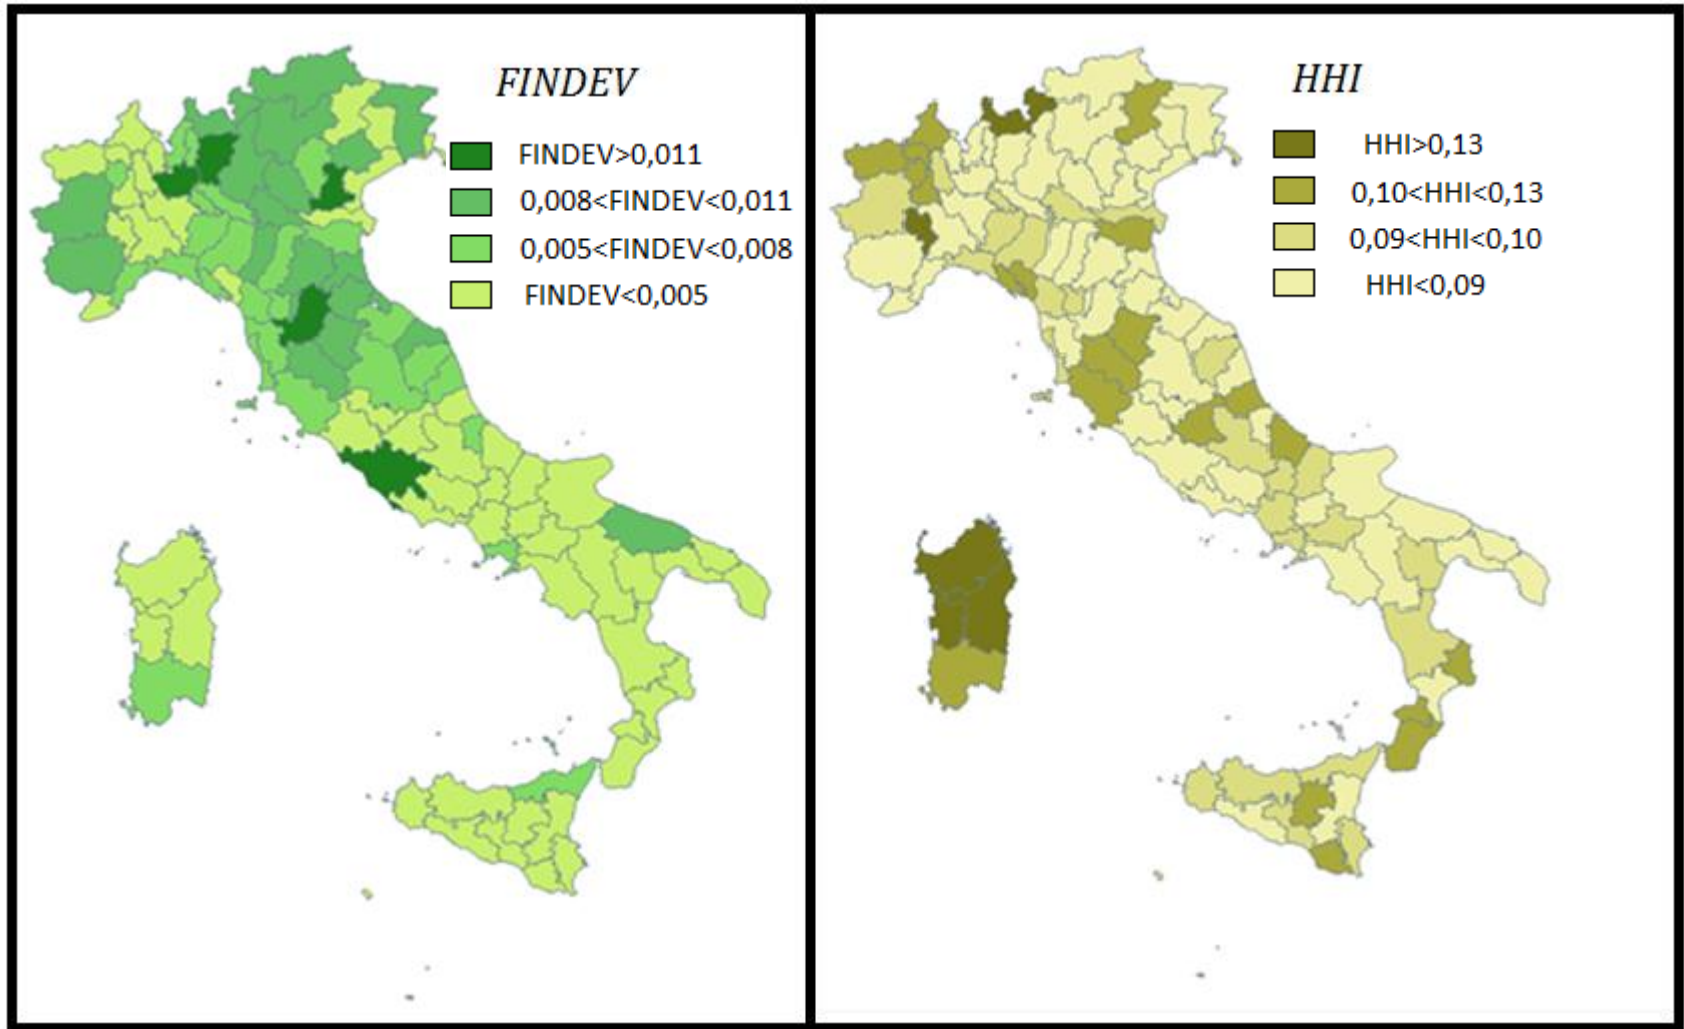 FINDEV
FINDEV>0,011
0,008<FINDEV<0,011
0,005<FINDEV<0,008
FINDEV<0,005
HHI
HHI>0,13
0,10<HHI<0,13
0,09<HHI<0,10
HHI<0,09